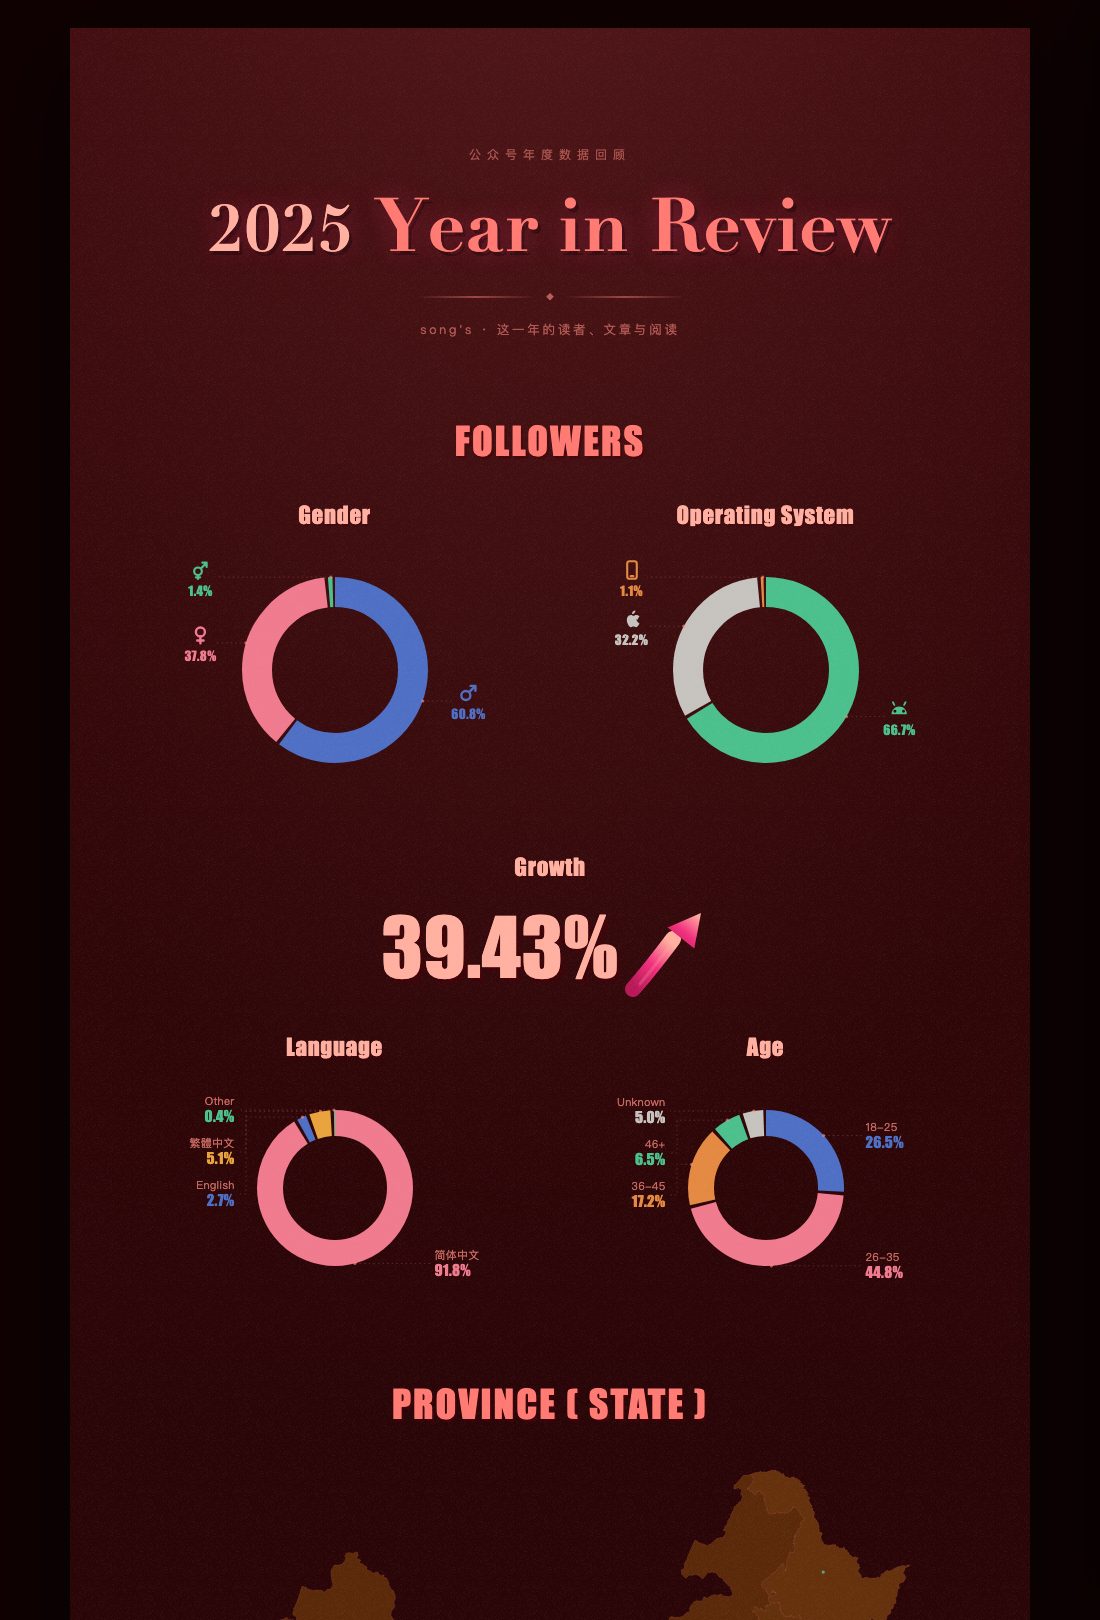 公众号年度数据回顾
2025 Year in Review
song's · 这一年的读者、文章与阅读
FOLLOWERS
Gender
1.4%
37.8%
60.8%
Operating System
1.1%
32.2%
66.7%
Growth
39.43%
Language
Other
0.4%
繁體中文
5.1%
English
2.7%
简体中文
91.8%
Age
Unknown
5.0%
46+
6.5%
36–45
17.2%
18–25
26.5%
26–35
44.8%
PROVINCE ( STATE )